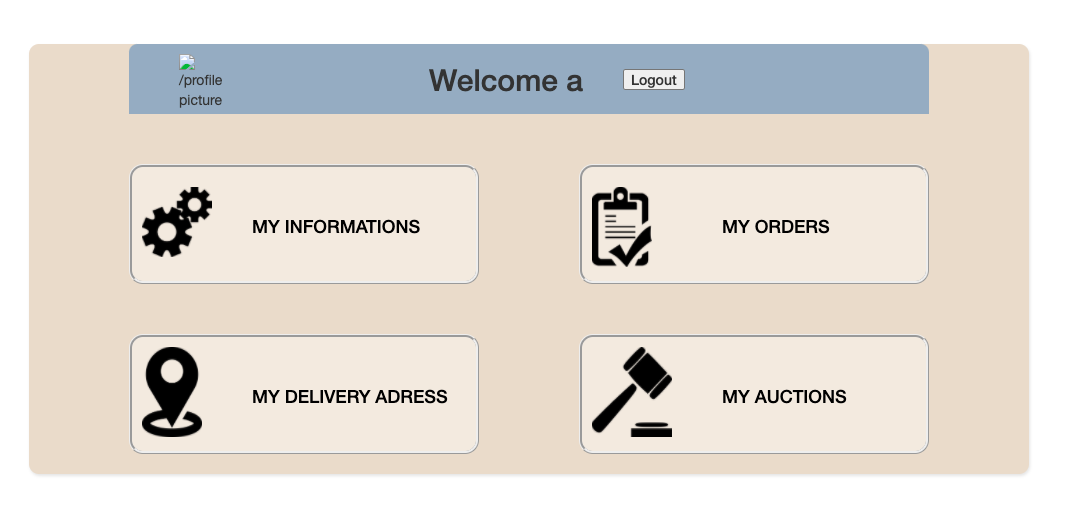 /profile
picture
Welcome a
Logout
MY INFORMATIONS
MY ORDERS
MY DELIVERY ADRESS
MY AUCTIONS